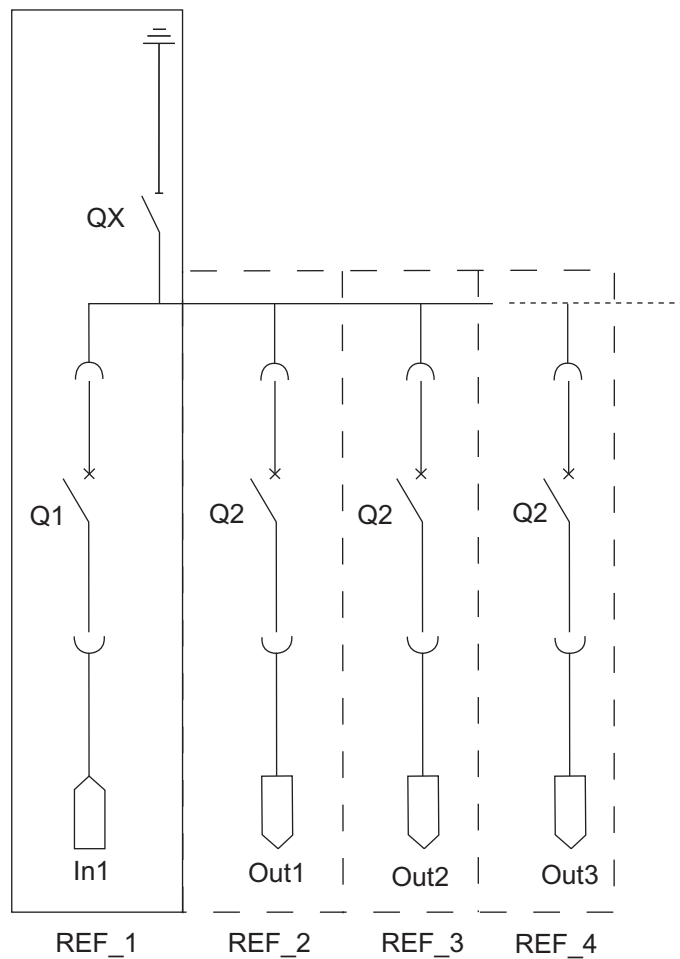 QX
Q1
Q2
Q2
Q2
In1
Out1
Out2
Out3
REF_1
REF_2
REF_3
REF_4